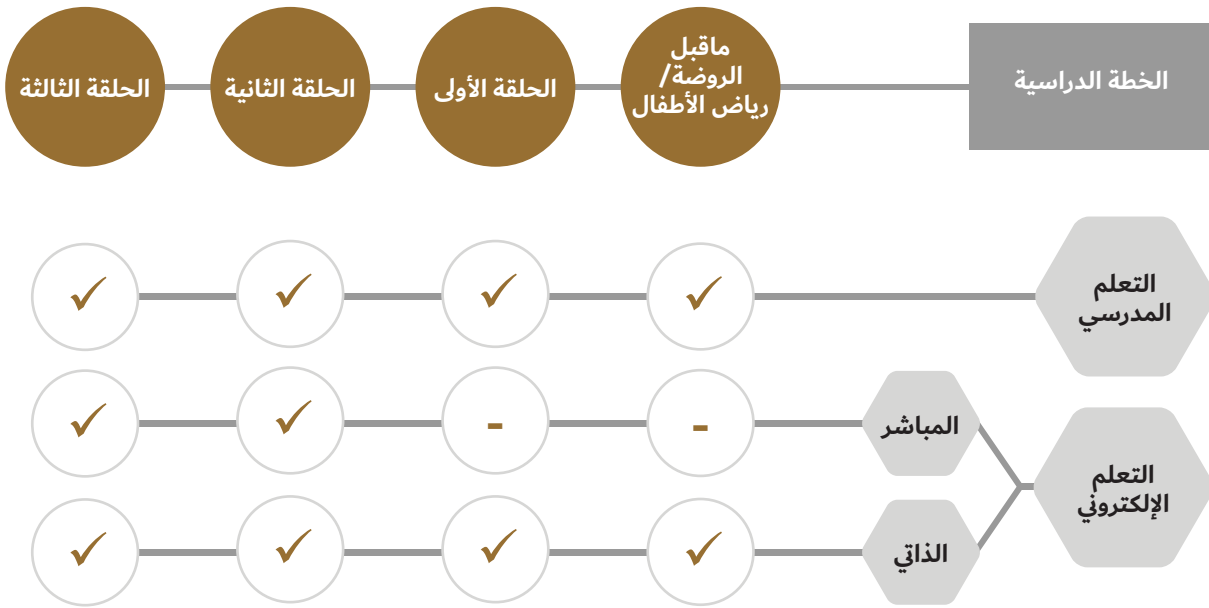 الخطة الدراسية
ماقبل
الروضة/
رياض الأطفال
الحلقة الأولى
الحلقة الثانية
الحلقة الثالثة
التعلم
المدرسي
✓
✓
✓
✓
التعلم
الإلكتروني
المباشر
-
-
✓
✓
الذاتي
✓
✓
✓
✓